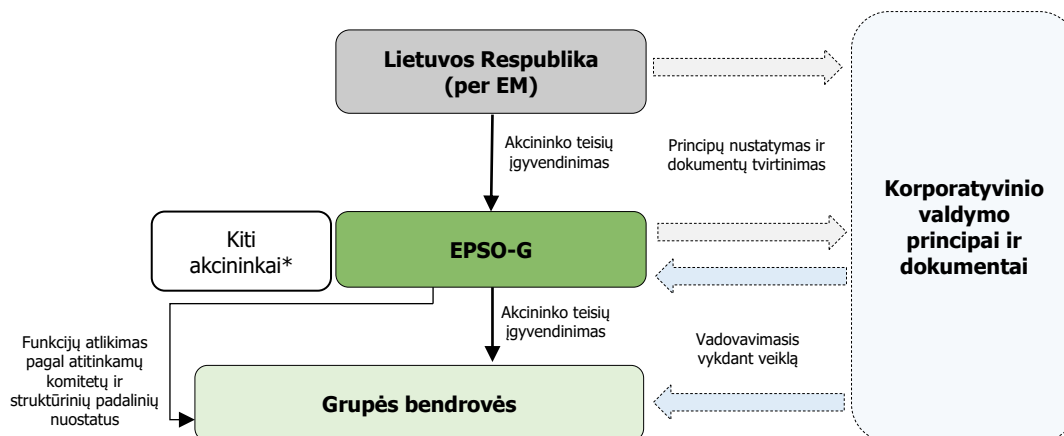 Lietuvos Respublika
(per EM)
Akcininko teisių
įgyvendinimas
Principų nustatymas ir
dokumentų tvirtinimas
Korporatyvinio
valdymo
principai ir
dokumentai
Kiti
akcininkai*
EPSO-G
Akcininko teisių
įgyvendinimas
Funkcijų atlikimas
pagal atitinkamų
komitetų ir
struktūrinių padalinių
nuostatus
Vadovavimasis
vykdant veiklą
Grupės bendrovės